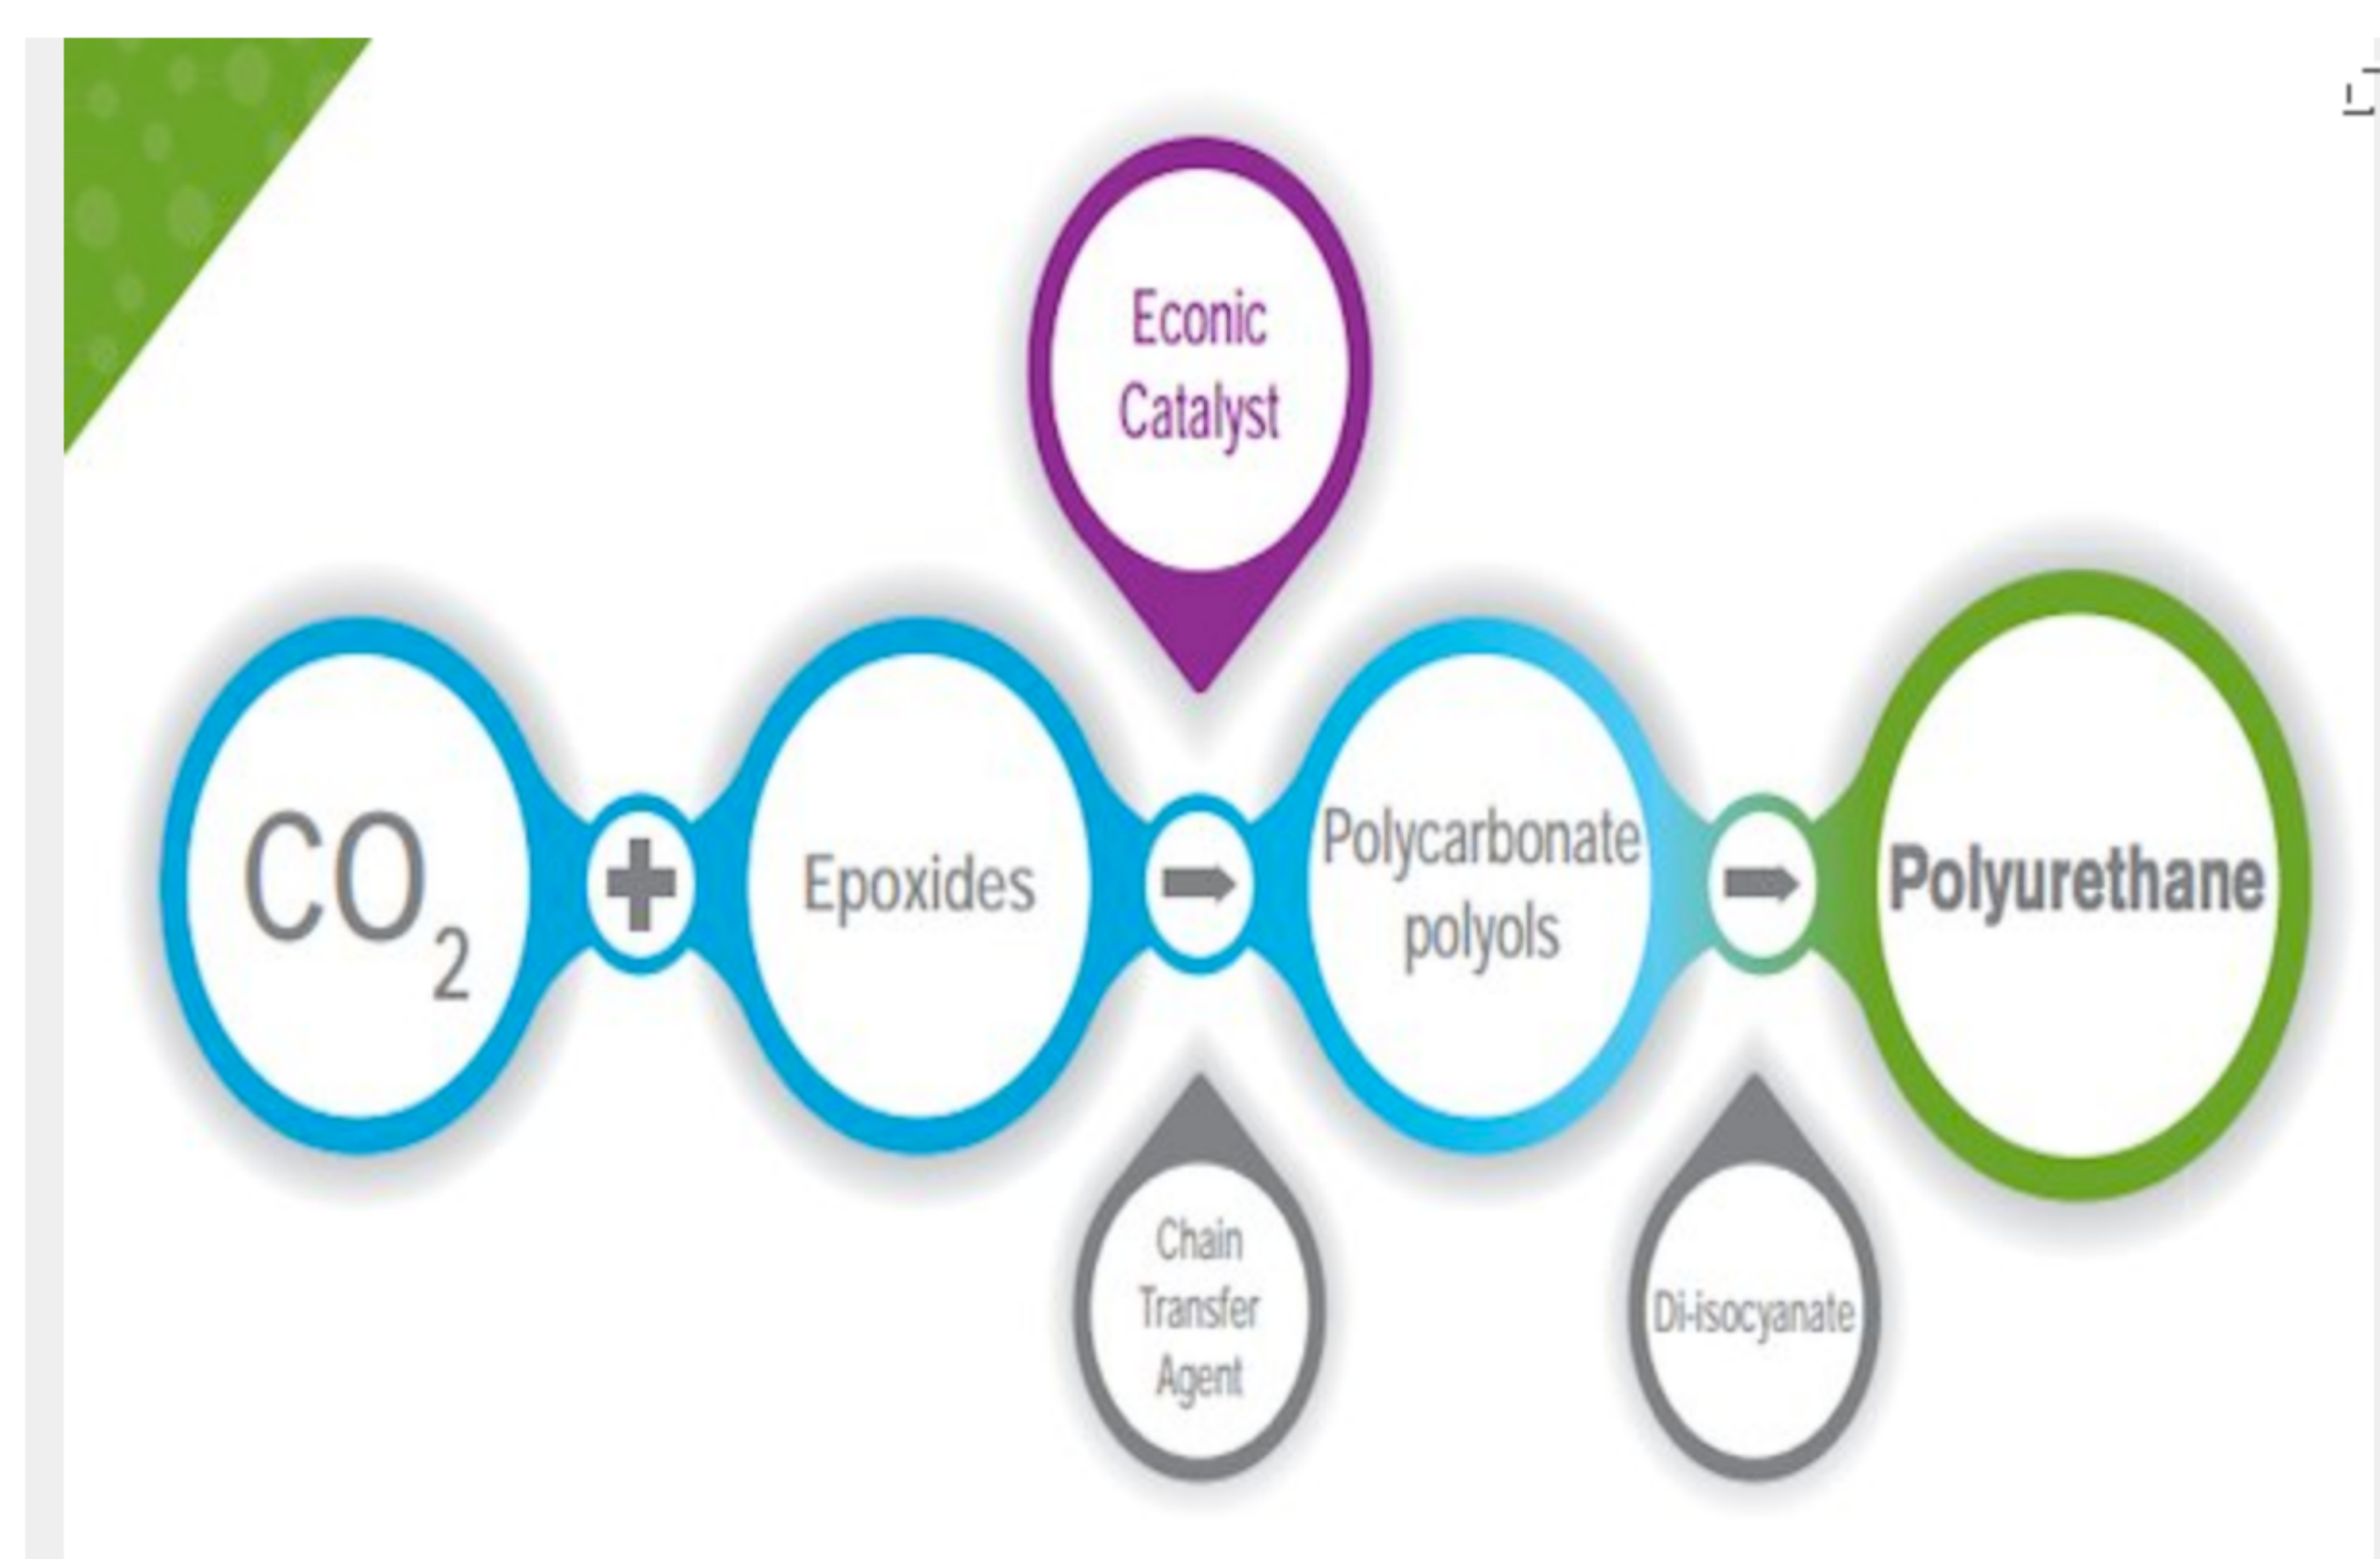 Econic
Catalyst
CO2
Epoxides
Polycarbonate
polyols
Polyurethane
Chain
Transfer
Agent
Di-isocyanate